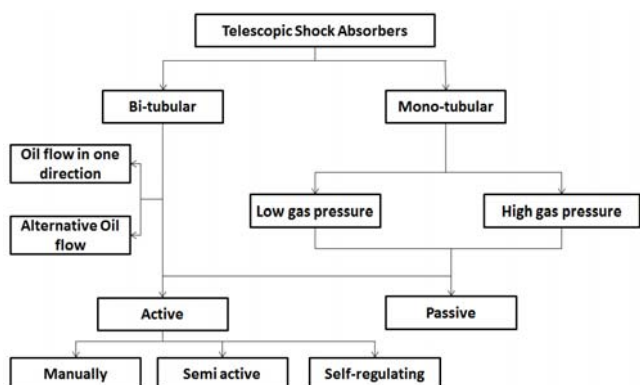 Telescopic Shock Absorbers
Bi-tubular
Mono-tubular
Oil flow in one
direction
Alternative Oil
flow
Low gas pressure
High gas pressure
Active
Passive
Manually
Semi active
Self-regulating